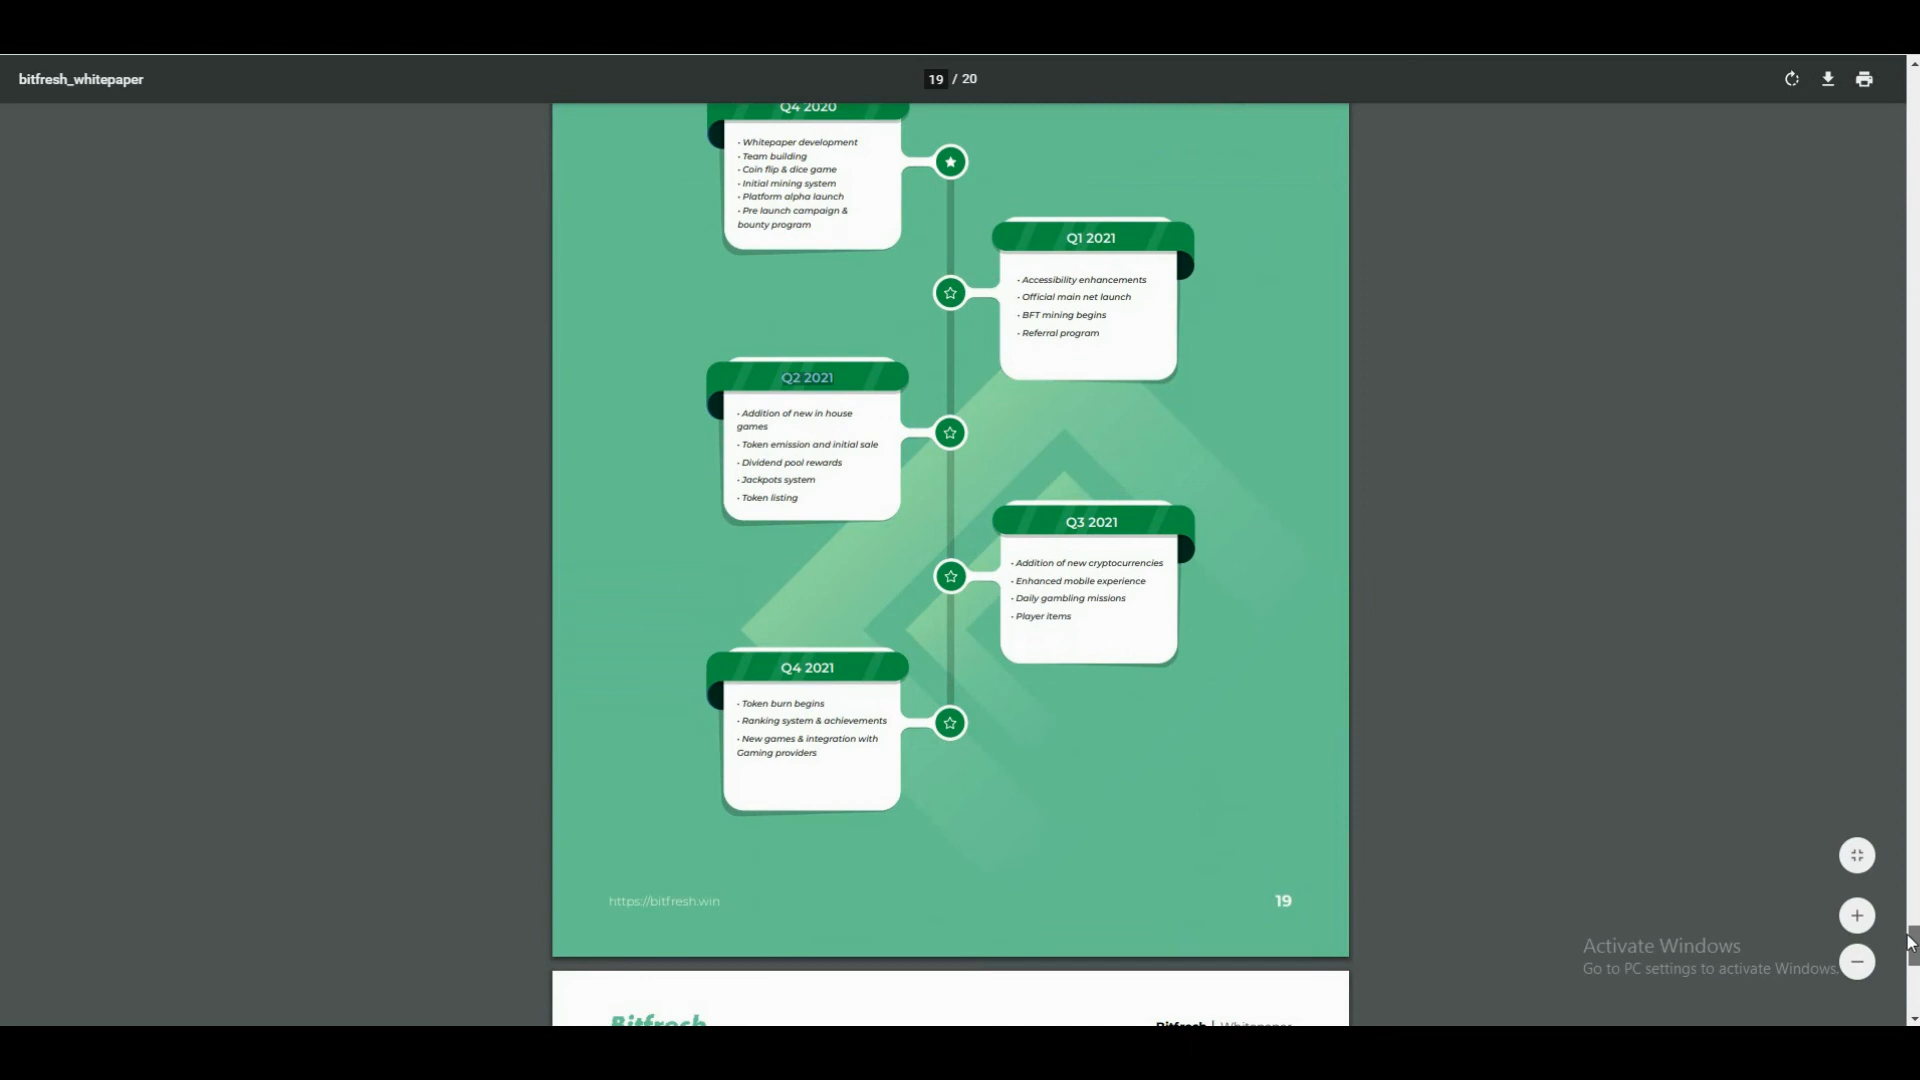 bitfresh_whitepaper
19 / 20
Q4 2020
- Whitepaper development
- Team building
- Coin flip & dice game
- Initial mining system
- Platform alpha launch
- Pre launch campaign &
bounty program
Q1 2021
- Accessibility enhancements
- Official main net launch
- BFT mining begins
- Referral program
Q2 2021
- Addition of new in house
games
- Token emission and initial sale
- Dividend pool rewards
- Jackpots system
- Token listing
Q3 2021
- Addition of new cryptocurrencies
- Enhanced mobile experience
- Daily gambling missions
- Player items
Q4 2021
- Token burn begins
- Ranking system & achievements
- New games & integration with
Gaming providers
https://bitfresh.win
19
Activate Windows
Go to PC settings to activate Windows.
Bitfresh
Bitfresh | Whitepaper